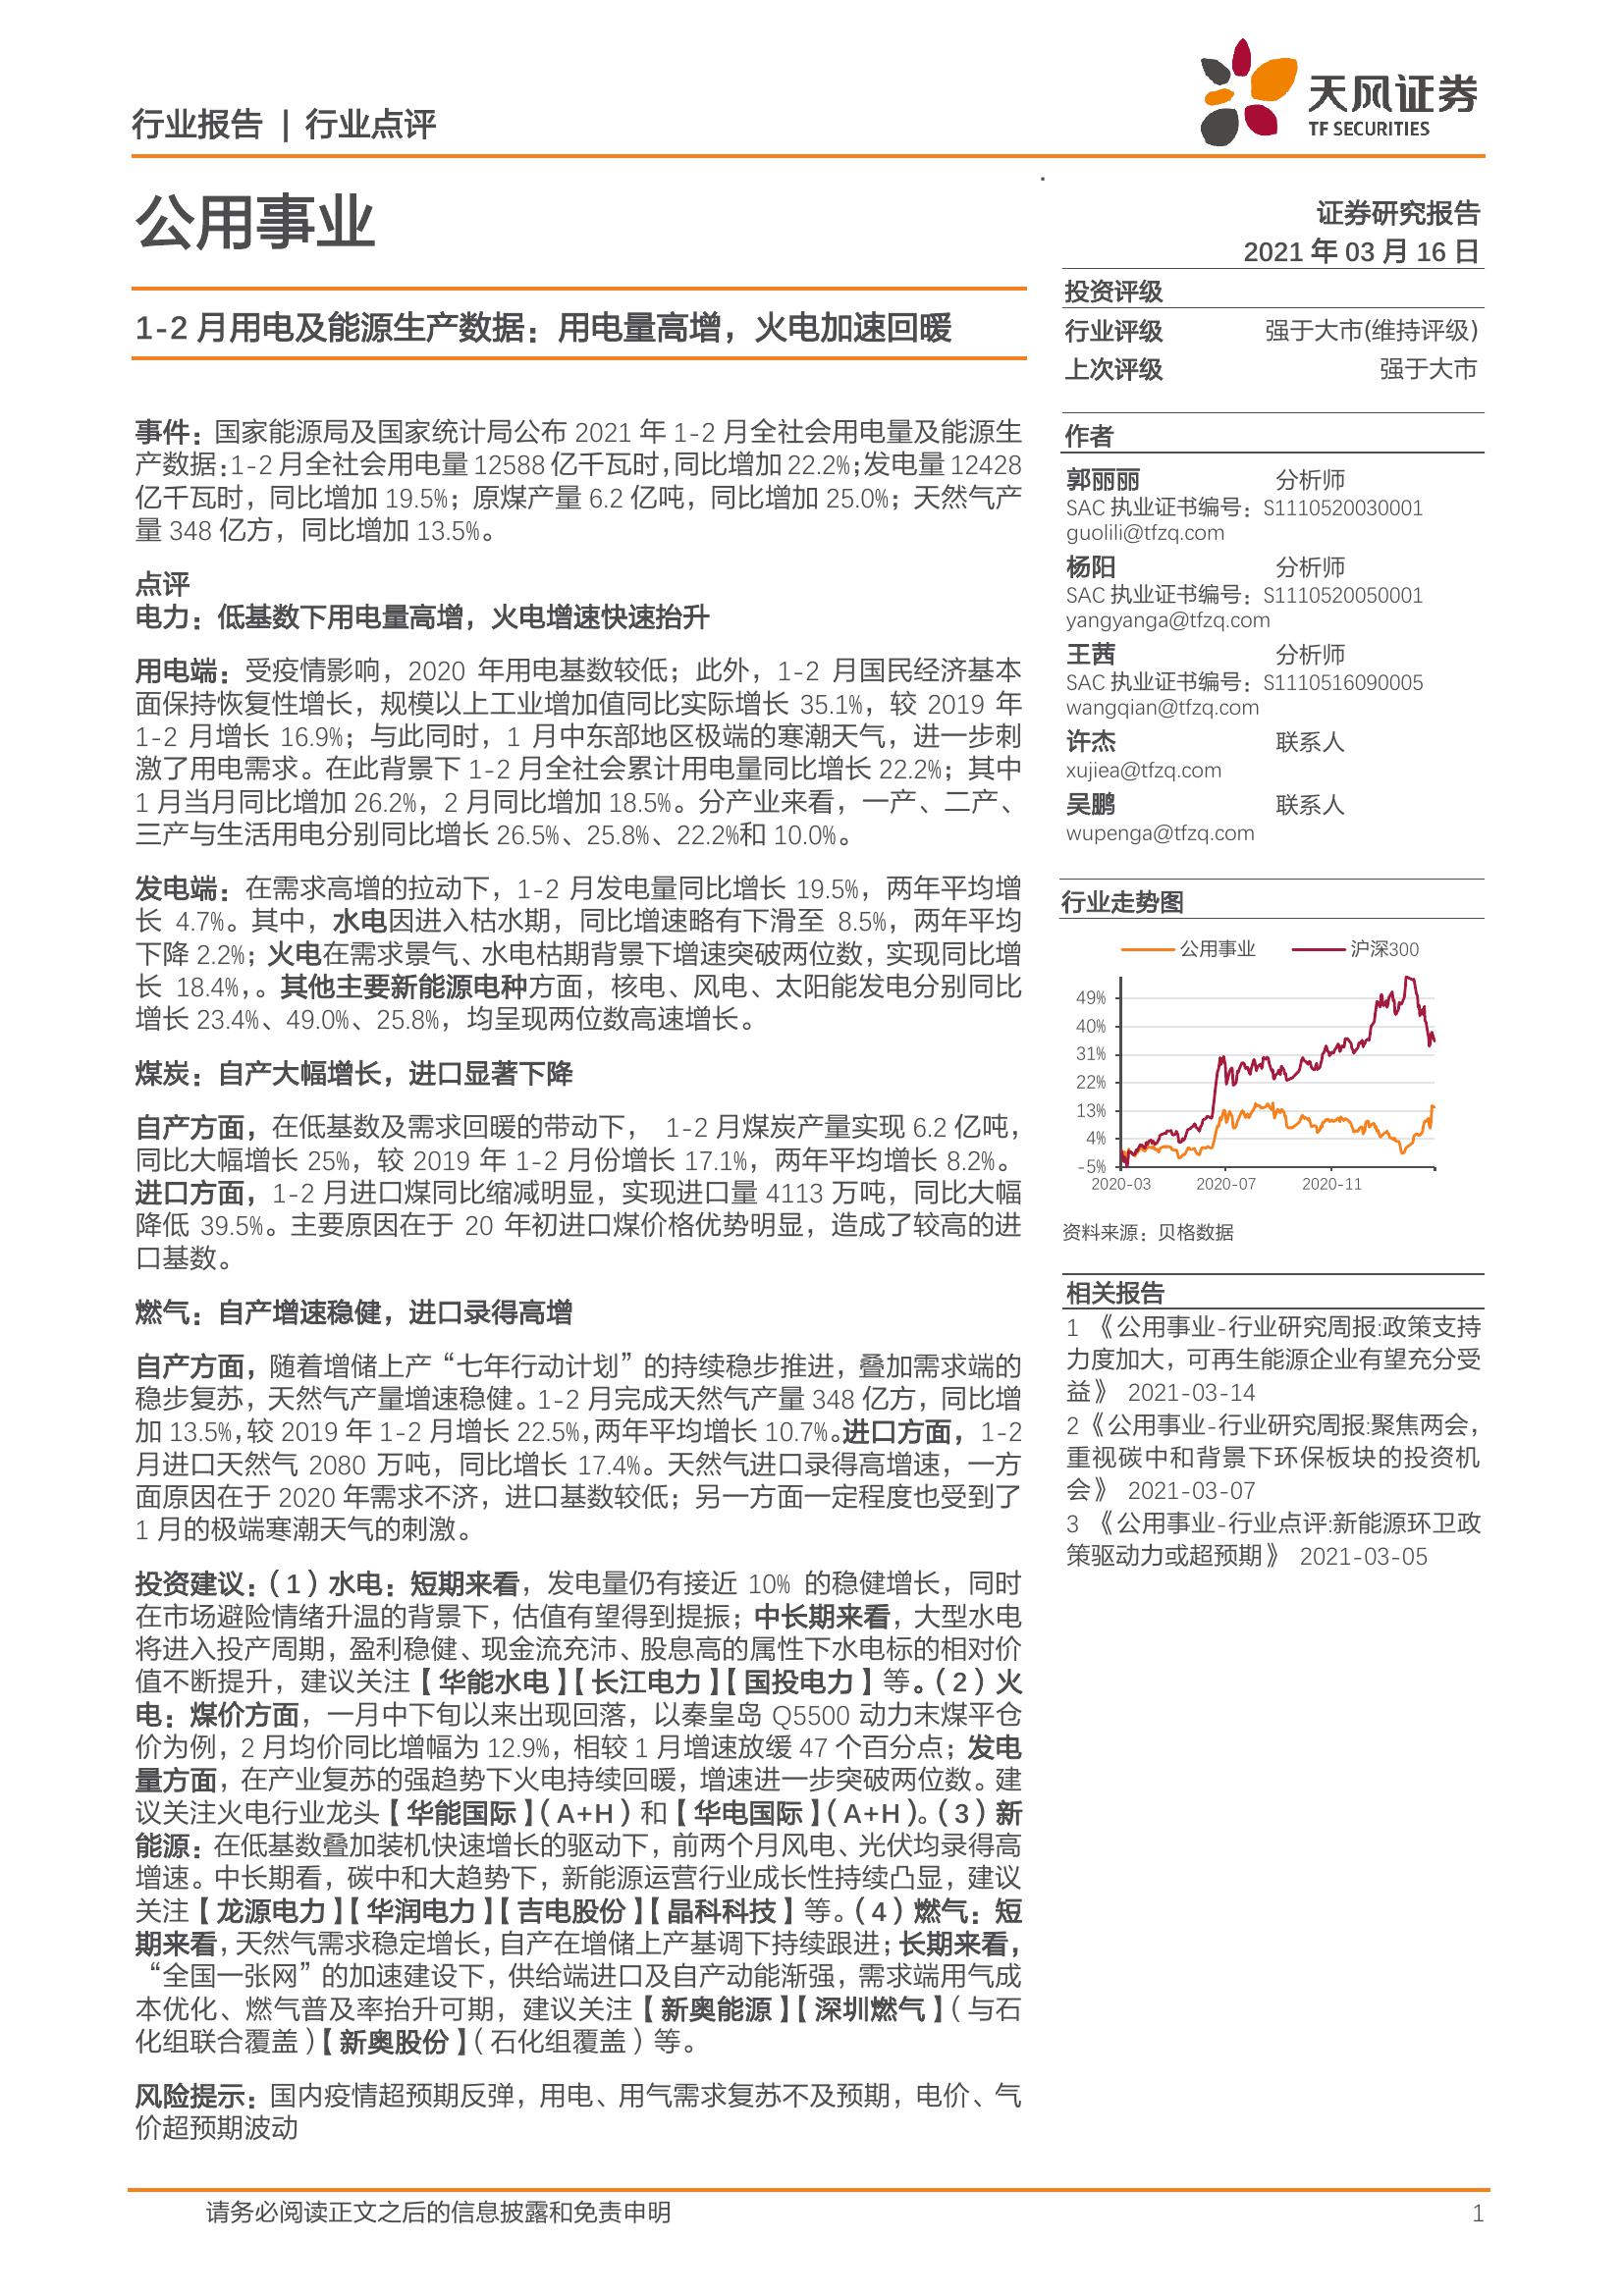 行业报告 | 行业点评
天风证券
TF SECURITIES
公用事业
证券研究报告
2021 年 03 月 16 日
1-2 月用电及能源生产数据：用电量高增，火电加速回暖
事件：国家能源局及国家统计局公布 2021 年 1-2 月全社会用电量及能源生
产数据：1-2 月全社会用电量 12588 亿千瓦时，同比增加 22.2%；发电量 12428
亿千瓦时，同比增加 19.5%；原煤产量 6.2 亿吨，同比增加 25.0%；天然气产
量 348 亿方，同比增加 13.5%。
点评
电力：低基数下用电量高增，火电增速快速抬升
用电端：受疫情影响，2020 年用电基数较低；此外，1-2 月国民经济基本
面保持恢复性增长，规模以上工业增加值同比实际增长 35.1%，较 2019 年
1-2 月增长 16.9%；与此同时，1 月中东部地区极端的寒潮天气，进一步刺
激了用电需求。在此背景下 1-2 月全社会累计用电量同比增长 22.2%；其中
1 月当月同比增加 26.2%，2 月同比增加 18.5%。分产业来看，一产、二产、
三产与生活用电分别同比增长 26.5%、25.8%、22.2%和 10.0%。
发电端：在需求高增的拉动下，1-2 月发电量同比增长 19.5%，两年平均增
长 4.7%。其中，水电因进入枯水期，同比增速略有下滑至 8.5%，两年平均
下降 2.2%；火电在需求景气、水电枯期背景下增速突破两位数，实现同比增
长 18.4%，。其他主要新能源电种方面，核电、风电、太阳能发电分别同比
增长 23.4%、49.0%、25.8%，均呈现两位数高速增长。
煤炭：自产大幅增长，进口显著下降
自产方面，在低基数及需求回暖的带动下， 1-2 月煤炭产量实现 6.2 亿吨，
同比大幅增长 25%，较 2019 年 1-2 月份增长 17.1%，两年平均增长 8.2%。
进口方面，1-2 月进口煤同比缩减明显，实现进口量 4113 万吨，同比大幅
降低 39.5%。主要原因在于 20 年初进口煤价格优势明显，造成了较高的进
口基数。
燃气：自产增速稳健，进口录得高增
自产方面，随着增储上产“七年行动计划”的持续稳步推进，叠加需求端的
稳步复苏，天然气产量增速稳健。1-2 月完成天然气产量 348 亿方，同比增
加 13.5%，较 2019 年 1-2 月增长 22.5%，两年平均增长 10.7%。进口方面，1-2
月进口天然气 2080 万吨，同比增长 17.4%。天然气进口录得高增速，一方
面原因在于 2020 年需求不济，进口基数较低；另一方面一定程度也受到了
1 月的极端寒潮天气的刺激。
投资建议：（1）水电：短期来看，发电量仍有接近 10% 的稳健增长，同时
在市场避险情绪升温的背景下，估值有望得到提振；中长期来看，大型水电
将进入投产周期，盈利稳健、现金流充沛、股息高的属性下水电标的相对价
值不断提升，建议关注【华能水电】【长江电力】【国投电力】等。（2）火
电：煤价方面，一月中下旬以来出现回落，以秦皇岛 Q5500 动力末煤平仓
价为例，2 月均价同比增幅为 12.9%，相较 1 月增速放缓 47 个百分点；发电
量方面，在产业复苏的强趋势下火电持续回暖，增速进一步突破两位数。建
议关注火电行业龙头【华能国际】（A+H）和【华电国际】（A+H）。（3）新
能源：在低基数叠加装机快速增长的驱动下，前两个月风电、光伏均录得高
增速。中长期看，碳中和大趋势下，新能源运营行业成长性持续凸显，建议
关注【龙源电力】【华润电力】【吉电股份】【晶科科技】等。（4）燃气：短
期来看，天然气需求稳定增长，自产在增储上产基调下持续跟进；长期来看，
“全国一张网”的加速建设下，供给端进口及自产动能渐强，需求端用气成
本优化、燃气普及率抬升可期，建议关注【新奥能源】【深圳燃气】（与石
化组联合覆盖）【新奥股份】（石化组覆盖）等。
风险提示：国内疫情超预期反弹，用电、用气需求复苏不及预期，电价、气
价超预期波动
投资评级
行业评级 强于大市(维持评级)
上次评级 强于大市
作者
郭丽丽 分析师
SAC 执业证书编号：S1110520030001
guolili@tfzq.com
杨阳 分析师
SAC 执业证书编号：S1110520050001
yangyanga@tfzq.com
王茜 分析师
SAC 执业证书编号：S1110516090005
wangqian@tfzq.com
许杰 联系人
xujiea@tfzq.com
吴鹏 联系人
wupenga@tfzq.com
行业走势图
公用事业 沪深300
49%
40%
31%
22%
13%
4%
-5%
2020-03 2020-07 2020-11
资料来源：贝格数据
相关报告
1 《公用事业-行业研究周报:政策支持
力度加大，可再生能源企业有望充分受
益》 2021-03-14
2《公用事业-行业研究周报:聚焦两会，
重视碳中和背景下环保板块的投资机
会》 2021-03-07
3 《公用事业-行业点评:新能源环卫政
策驱动力或超预期》 2021-03-05
请务必阅读正文之后的信息披露和免责申明 1